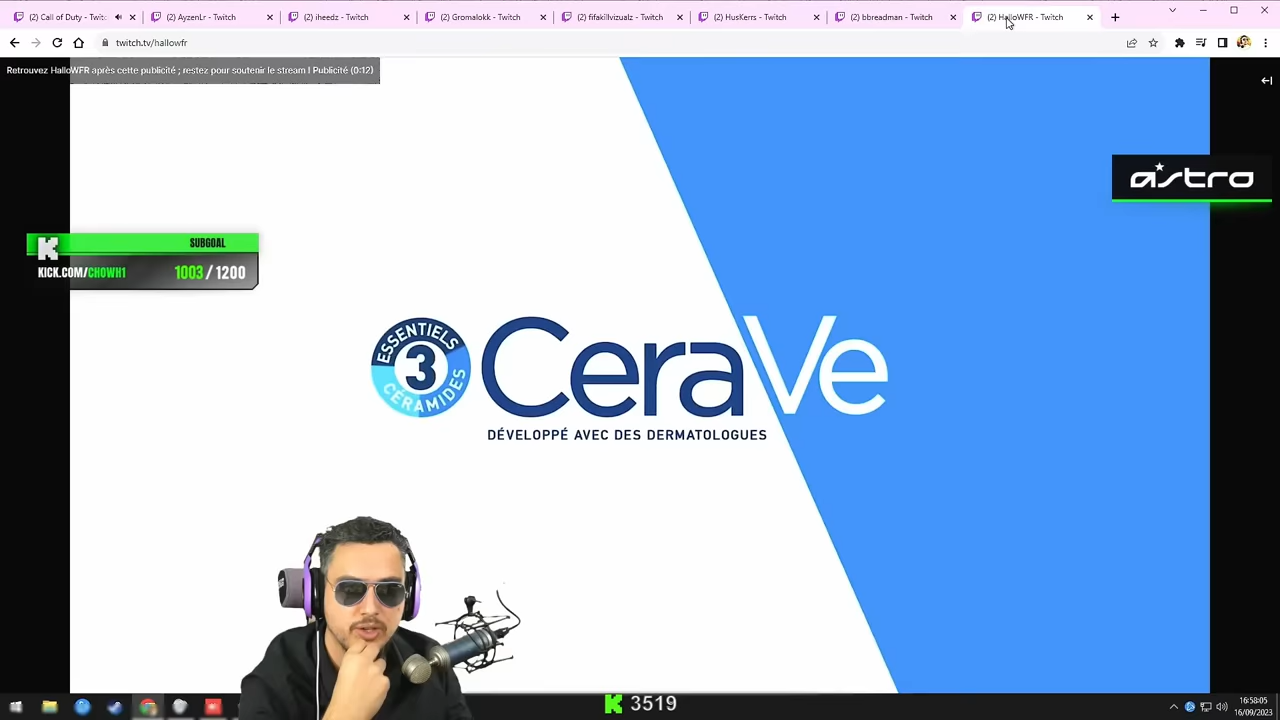 (2) Call of Duty - Twitch
(2) AyzenLr - Twitch
(2) iheedz - Twitch
(2) Gromalokk - Twitch
(2) fifakillvizualz - Twitch
(2) HusKerrs - Twitch
(2) bbreadman - Twitch
(2) HalloWFR - Twitch
twitch.tv/hallowfr
Retrouvez HalloWFR après cette publicité ; restez pour soutenir le stream | Publicité (0:12)
astro
SUBGOAL
KICK.COM/CHOWH1 1003 / 1200
ESSENTIELS
3
CÉRAMIDES
CeraVe
DÉVELOPPÉ AVEC DES DERMATOLOGUES
K 3519
16:58:05
16/09/2023